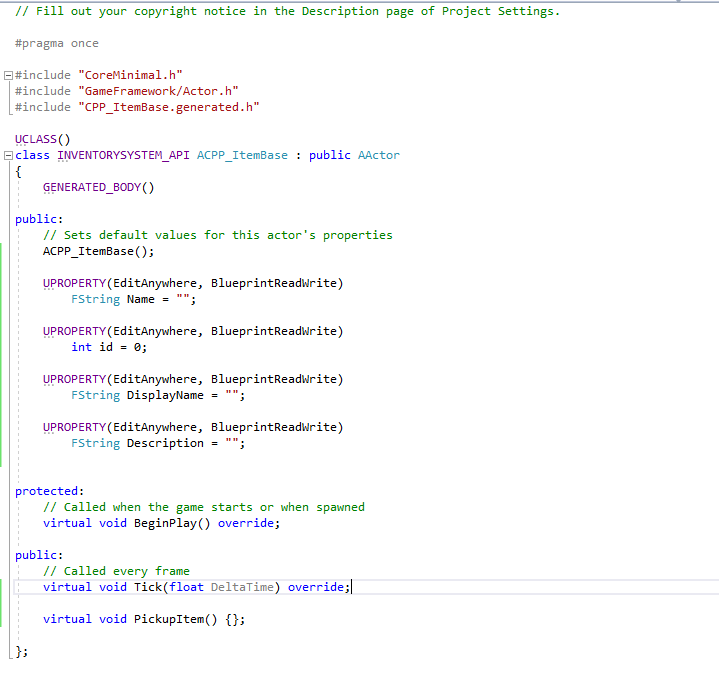 // Fill out your copyright notice in the Description page of Project Settings.
#pragma once
#include "CoreMinimal.h"
#include "GameFramework/Actor.h"
#include "CPP_ItemBase.generated.h"
UCLASS()
class INVENTORYSYSTEM_API ACPP_ItemBase : public AActor
{
GENERATED_BODY()
public:
// Sets default values for this actor's properties
ACPP_ItemBase();
UPROPERTY(EditAnywhere, BlueprintReadWrite)
FString Name = "";
UPROPERTY(EditAnywhere, BlueprintReadWrite)
int id = 0;
UPROPERTY(EditAnywhere, BlueprintReadWrite)
FString DisplayName = "";
UPROPERTY(EditAnywhere, BlueprintReadWrite)
FString Description = "";
protected:
// Called when the game starts or when spawned
virtual void BeginPlay() override;
public:
// Called every frame
virtual void Tick(float DeltaTime) override;
virtual void PickupItem() {};
};